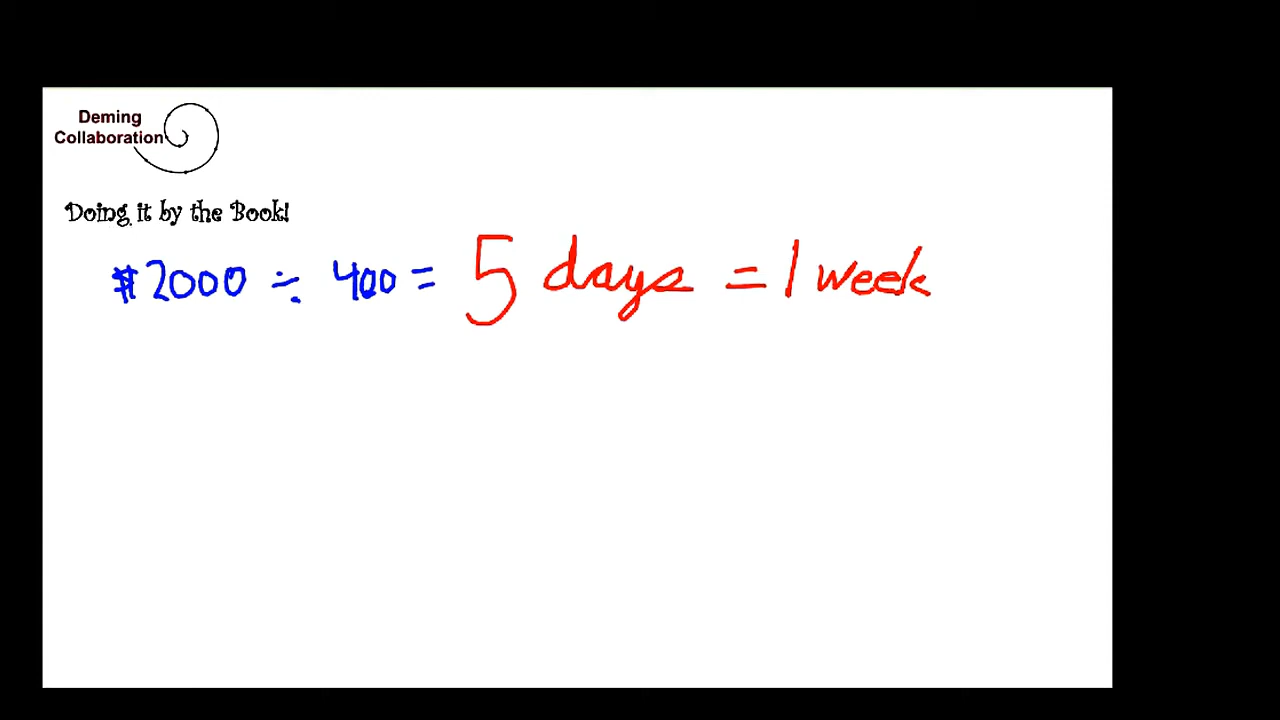 Deming
Collaboration
Doing it by the Book!
$2000 ÷ 400 = 5 days = 1 week